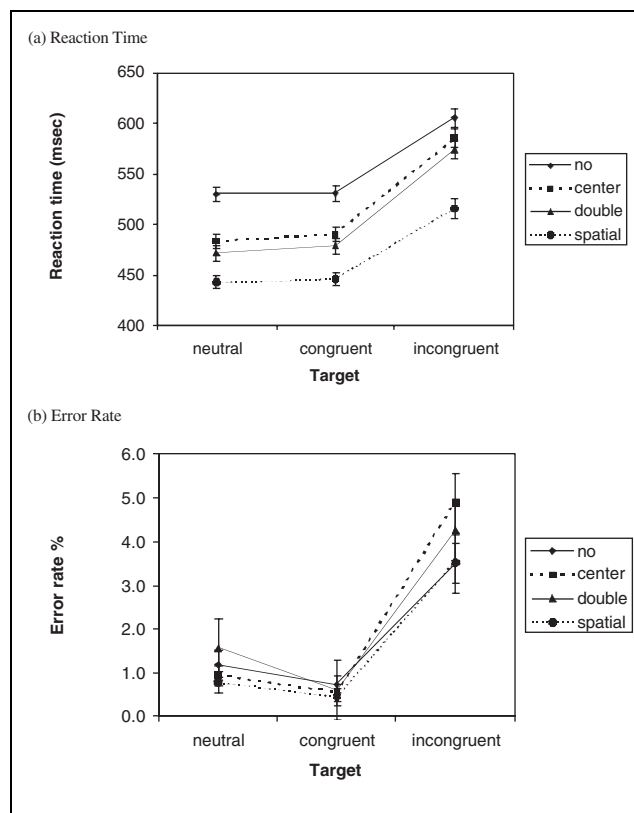 (a) Reaction Time
650
600
550
500
450
400
Reaction time (msec)
neutral congruent incongruent
Target
no
center
double
spatial
(b) Error Rate
6.0
5.0
4.0
3.0
2.0
1.0
0.0
Error rate %
neutral congruent incongruent
Target
no
center
double
spatial